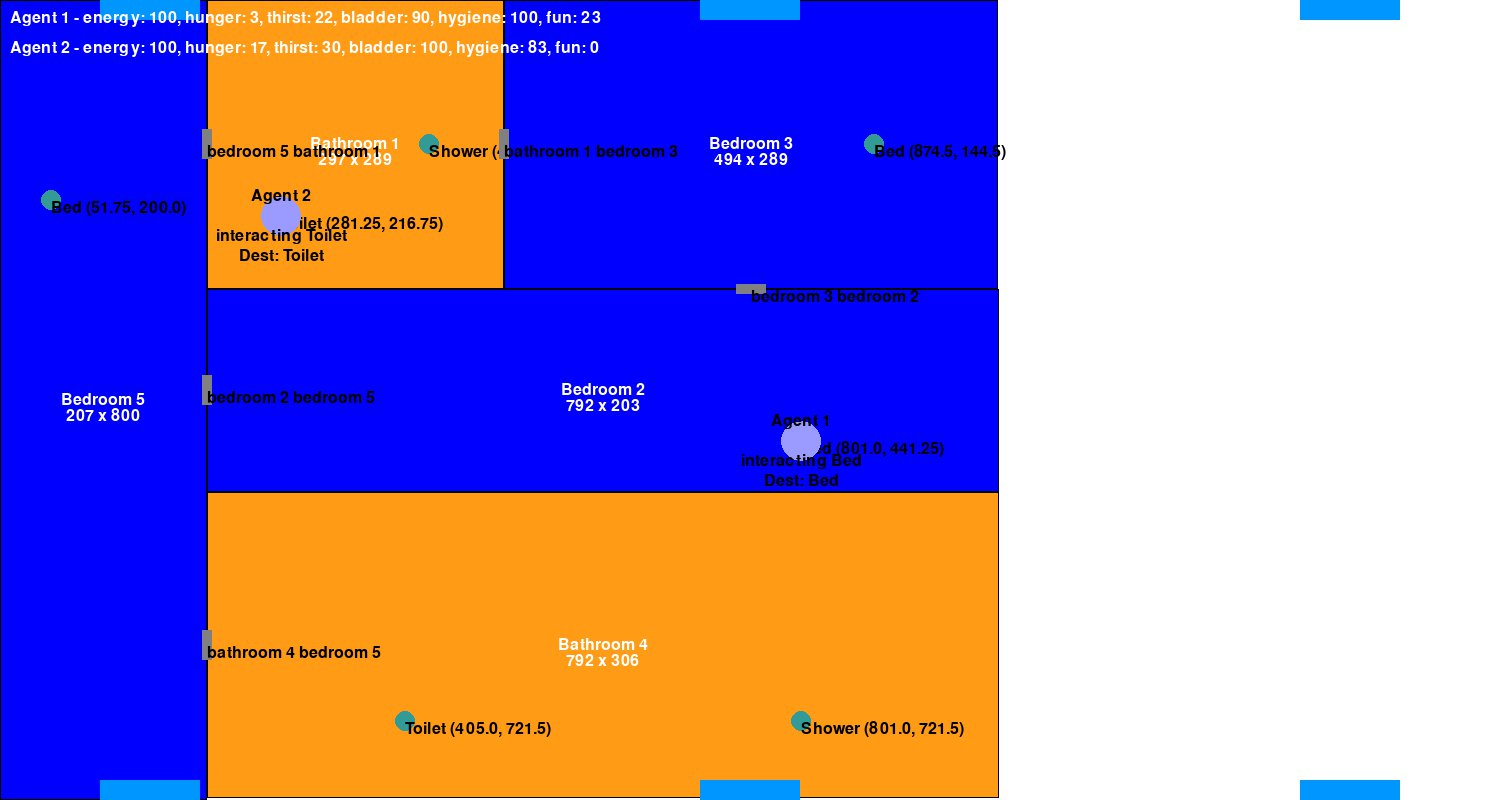 Agent 1 - energy: 100, hunger: 3, thirst: 22, bladder: 90, hygiene: 100, fun: 23
Agent 2 - energy: 100, hunger: 17, thirst: 30, bladder: 100, hygiene: 83, fun: 0
Bathroom 1
297 x 289
bedroom 5 bathroom 1
Shower (
bathroom 1 bedroom 3
Bedroom 3
494 x 289
Bed (874.5, 144.5)
Bed (51.75, 200.0)
Agent 2
ilet (281.25, 216.75)
interacting Toilet
Dest: Toilet
bedroom 3 bedroom 2
Bedroom 5
207 x 800
bedroom 2 bedroom 5
Bedroom 2
792 x 203
Agent 1
d (801.0, 441.25)
interacting Bed
Dest: Bed
Bathroom 4
792 x 306
bathroom 4 bedroom 5
Toilet (405.0, 721.5)
Shower (801.0, 721.5)